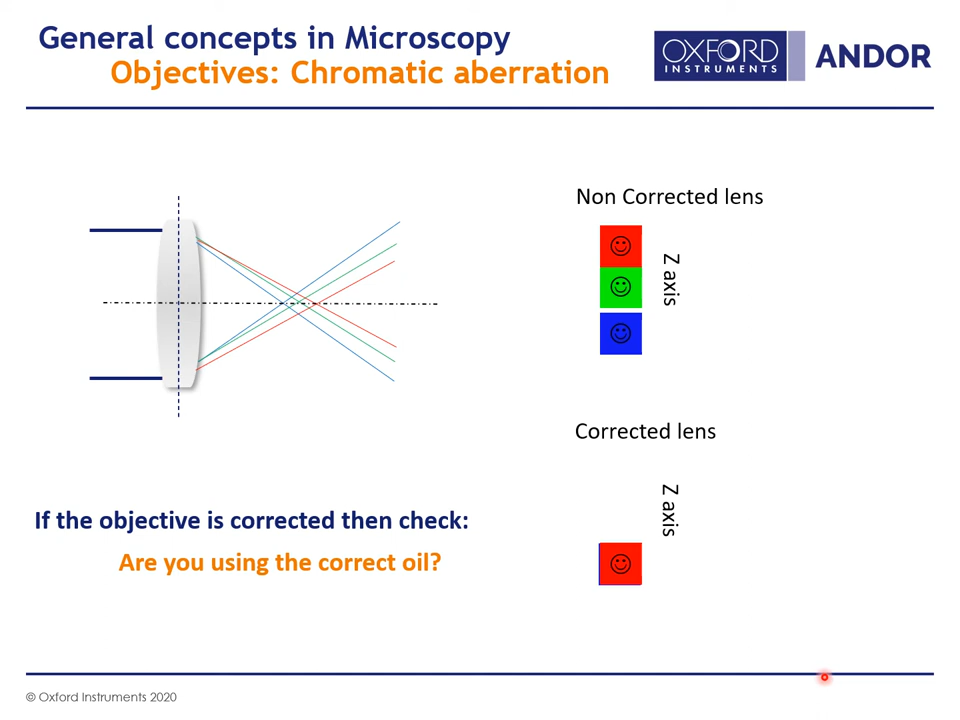 General concepts in Microscopy
Objectives: Chromatic aberration
OXFORD
INSTRUMENTS
ANDOR
Non Corrected lens
Z axis
Corrected lens
Z axis
If the objective is corrected then check:
Are you using the correct oil?
© Oxford Instruments 2020